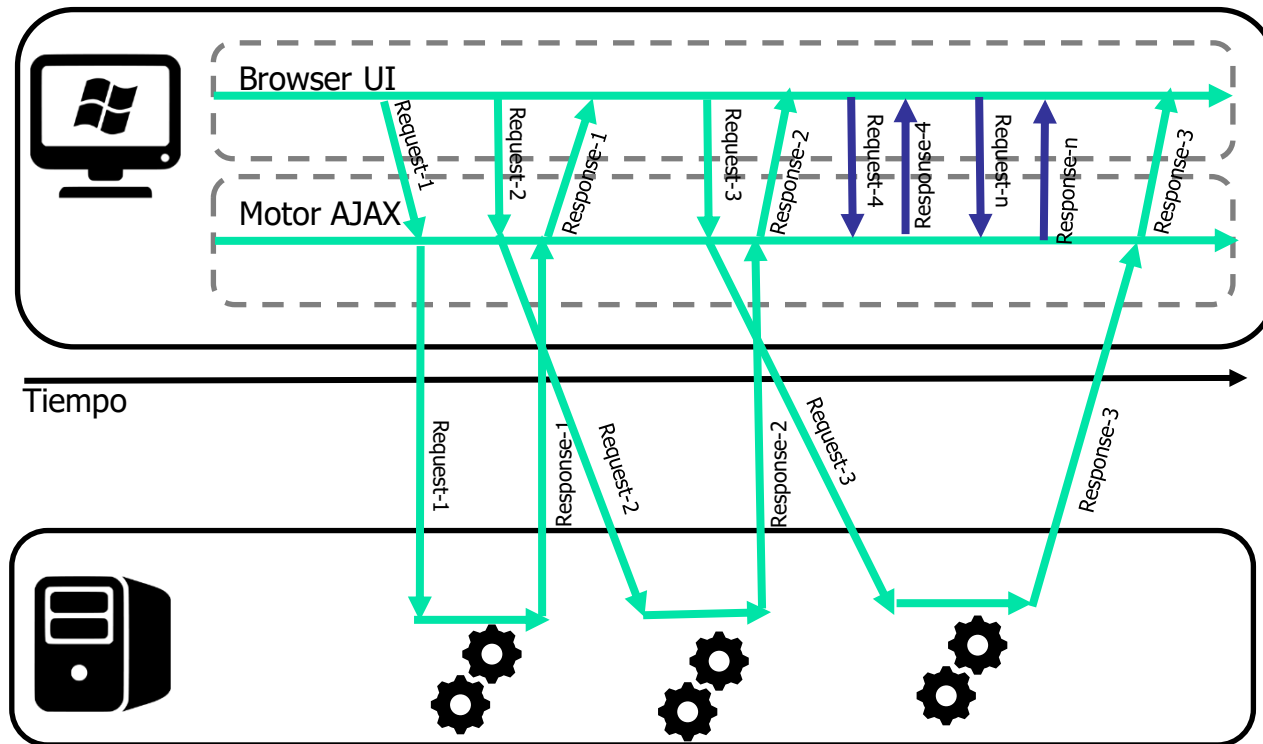 Browser UI
Request-1
Request-2
Response-1
Request-3
Response-2
Request-4
Response-4
Request-n
Response-n
Response-3
Motor AJAX
Tiempo
Request-1
Response-1
Request-2
Response-2
Request-3
Response-3